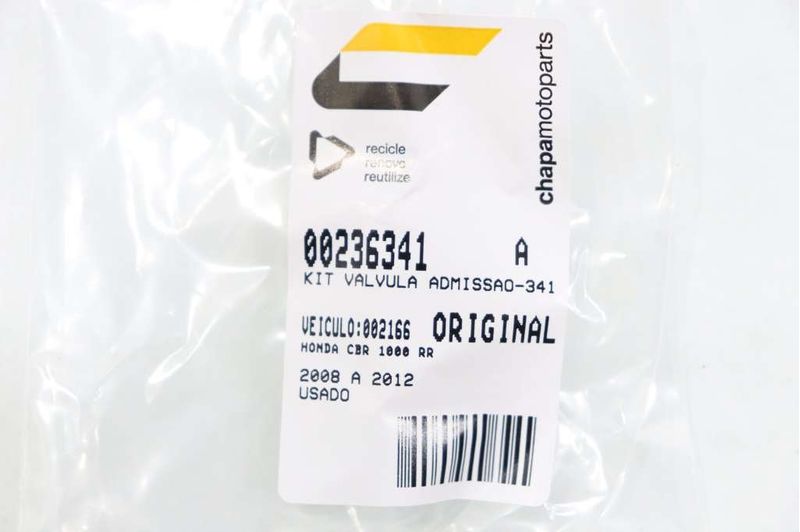 chapamotoparts
recicle
renove
reutilize
00236341 A
KIT VALVULA ADMISSAO-341
VEICULO:002166 ORIGINAL
HONDA CBR 1000 RR
2008 A 2012
USADO